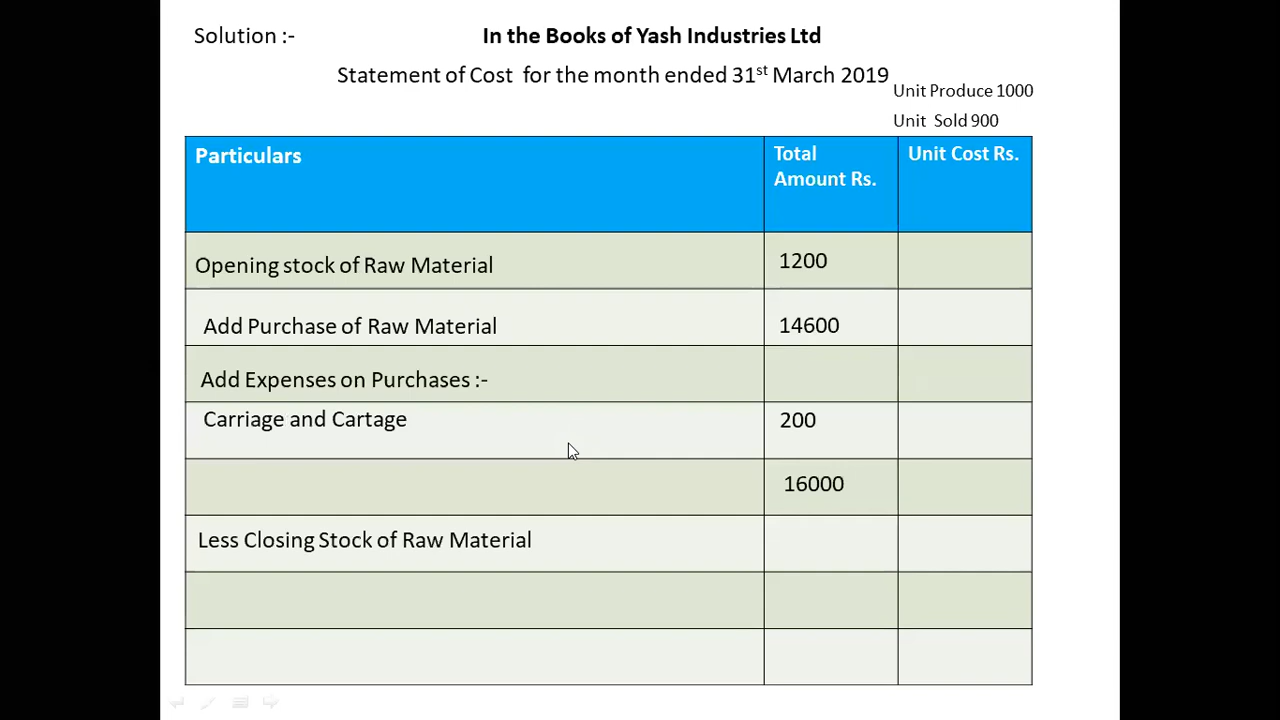 Solution :-
In the Books of Yash Industries Ltd
Statement of Cost for the month ended 31st March 2019
Unit Produce 1000
Unit Sold 900
Particulars
Total
Amount Rs.
Unit Cost Rs.
Opening stock of Raw Material 1200
Add Purchase of Raw Material 14600
Add Expenses on Purchases :-
Carriage and Cartage 200
16000
Less Closing Stock of Raw Material